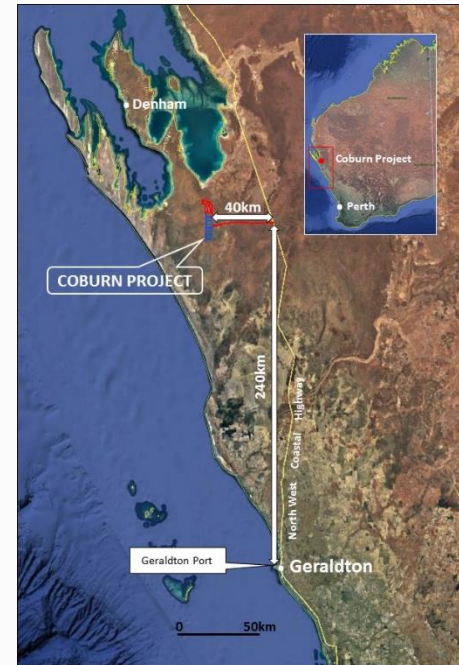 Denham
Coburn Project
Perth
40km
COBURN PROJECT
240km
North West Coastal Highway
Geraldton Port
Geraldton
0 50km